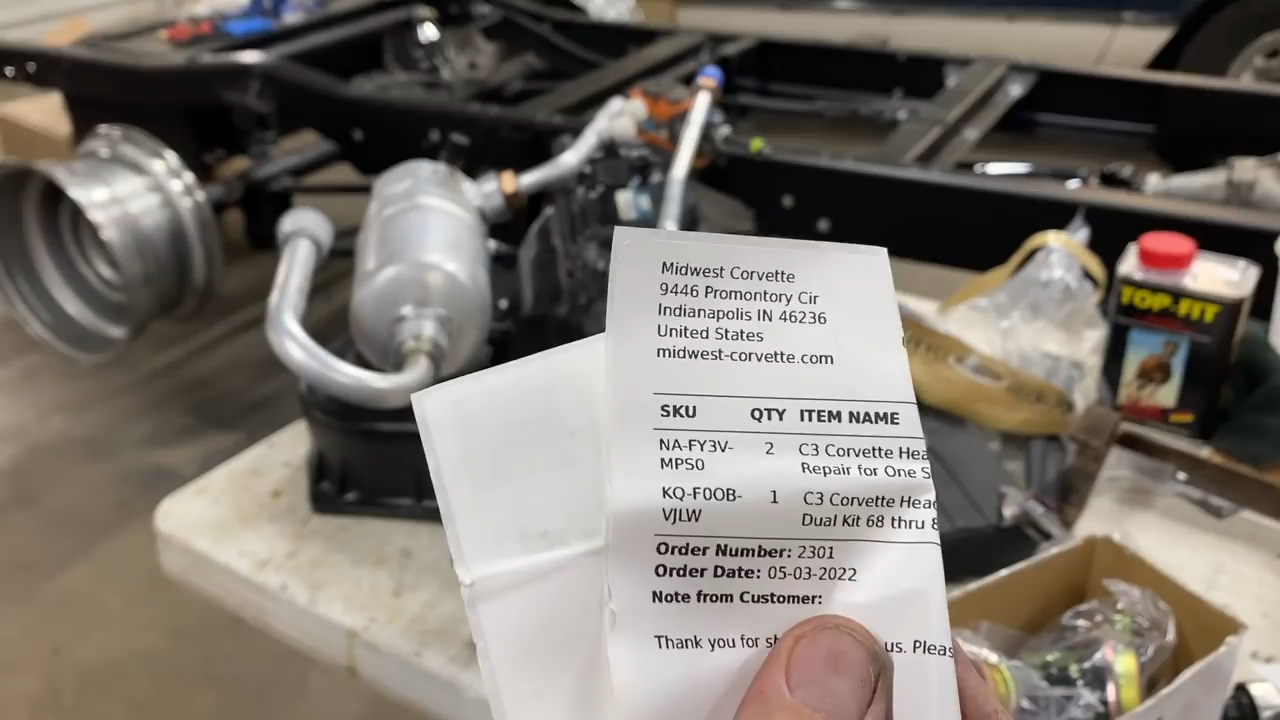 Midwest Corvette
9446 Promontory Cir
Indianapolis IN 46236
United States
midwest-corvette.com
SKU QTY ITEM NAME
NA-FY3V- 2 C3 Corvette Hea
MPS0 Repair for One S
KQ-F0OB- 1 C3 Corvette Head
VJLW Dual Kit 68 thru 8
Order Number: 2301
Order Date: 05-03-2022
Note from Customer:
Thank you for us. Pleas
TOP-FIT